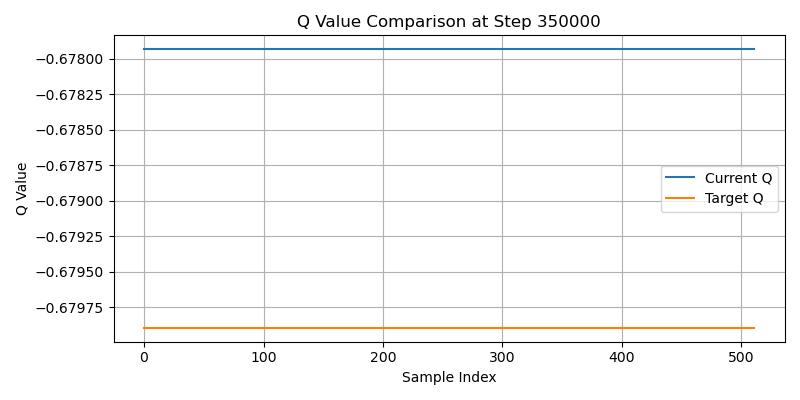 Q Value Comparison at Step 350000
−0.67800
−0.67825
−0.67850
−0.67875
−0.67900
−0.67925
−0.67950
−0.67975
Q Value
Current Q
Target Q
0 100 200 300 400 500
Sample Index